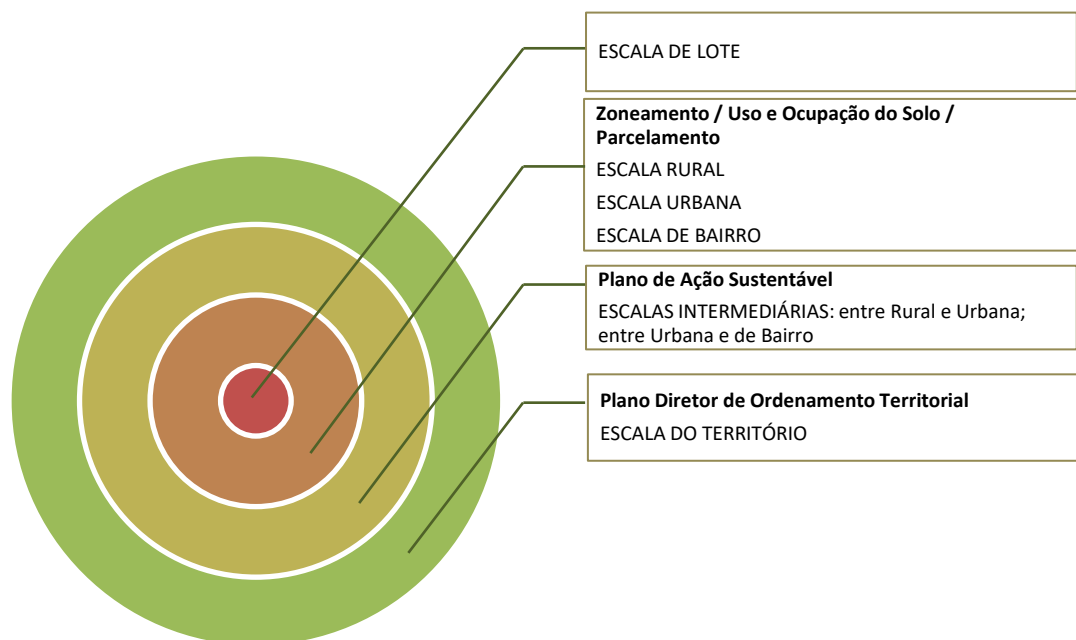 ESCALA DE LOTE
Zoneamento / Uso e Ocupação do Solo /
Parcelamento
ESCALA RURAL
ESCALA URBANA
ESCALA DE BAIRRO
Plano de Ação Sustentável
ESCALAS INTERMEDIÁRIAS: entre Rural e Urbana;
entre Urbana e de Bairro
Plano Diretor de Ordenamento Territorial
ESCALA DO TERRITÓRIO